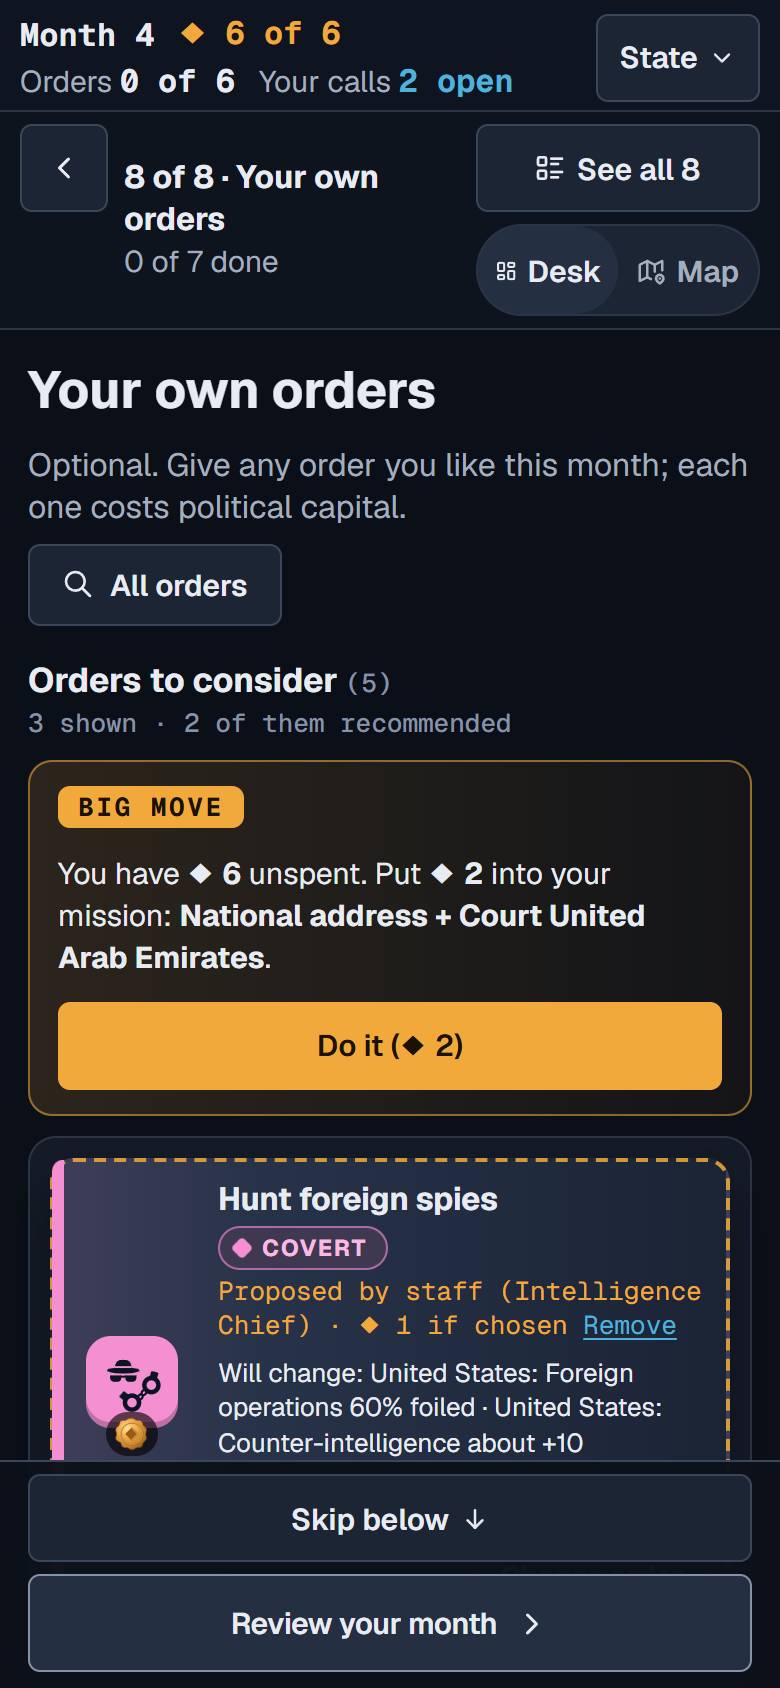 Month 4 ◆ 6 of 6
Orders 0 of 6 Your calls 2 open
State
8 of 8 · Your own
orders
0 of 7 done
See all 8
Desk
Map
Your own orders
Optional. Give any order you like this month; each
one costs political capital.
All orders
Orders to consider (5)
3 shown · 2 of them recommended
BIG MOVE
You have ◆ 6 unspent. Put ◆ 2 into your
mission: National address + Court United
Arab Emirates.
Do it (◆ 2)
Hunt foreign spies
◆ COVERT
Proposed by staff (Intelligence
Chief) · ◆ 1 if chosen Remove
Will change: United States: Foreign
operations 60% foiled · United States:
Counter-intelligence about +10
Skip below ↓
Review your month >